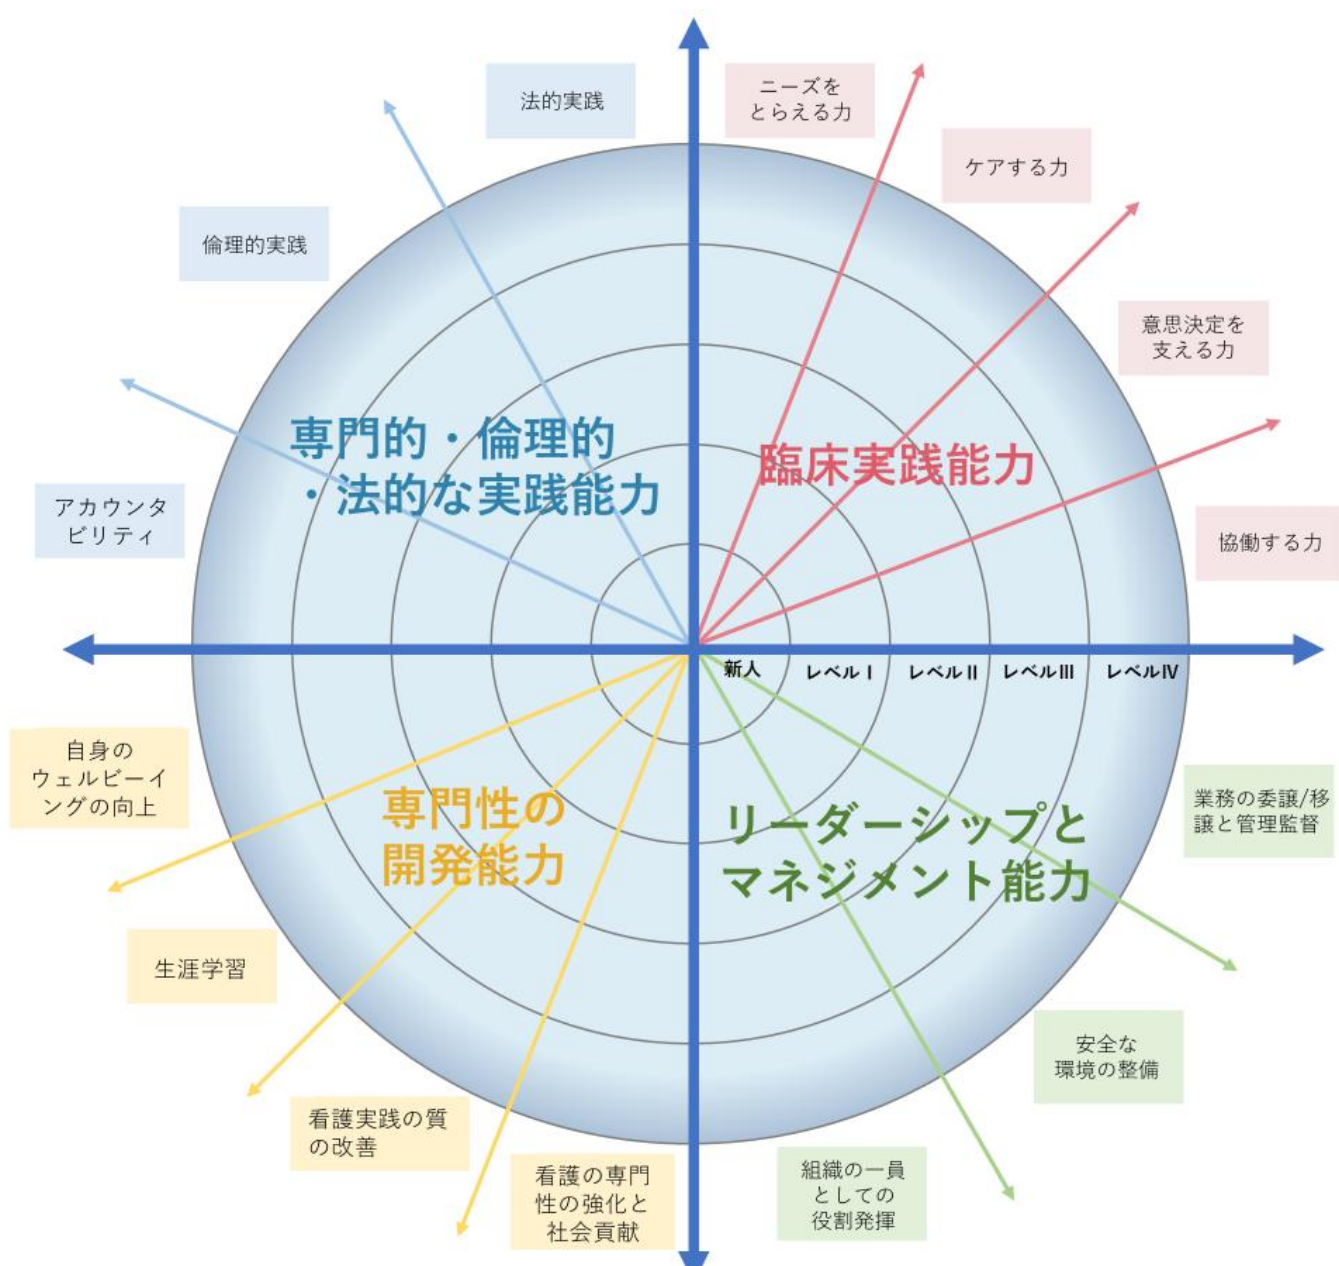 法的実践
ニーズを
とらえる力
ケアする力
倫理的実践
意思決定を
支える力
専門的・倫理的
・法的な実践能力
臨床実践能力
アカウンタ
ビリティ
協働する力
新人
レベルⅠ
レベルⅡ
レベルⅢ
レベルⅣ
自身の
ウェルビーイ
ングの向上
専門性の
開発能力
リーダーシップと
マネジメント能力
業務の委譲/移
譲と管理監督
生涯学習
安全な
環境の整備
看護実践の質
の改善
看護の専門
性の強化と
社会貢献
組織の一員
としての
役割発揮